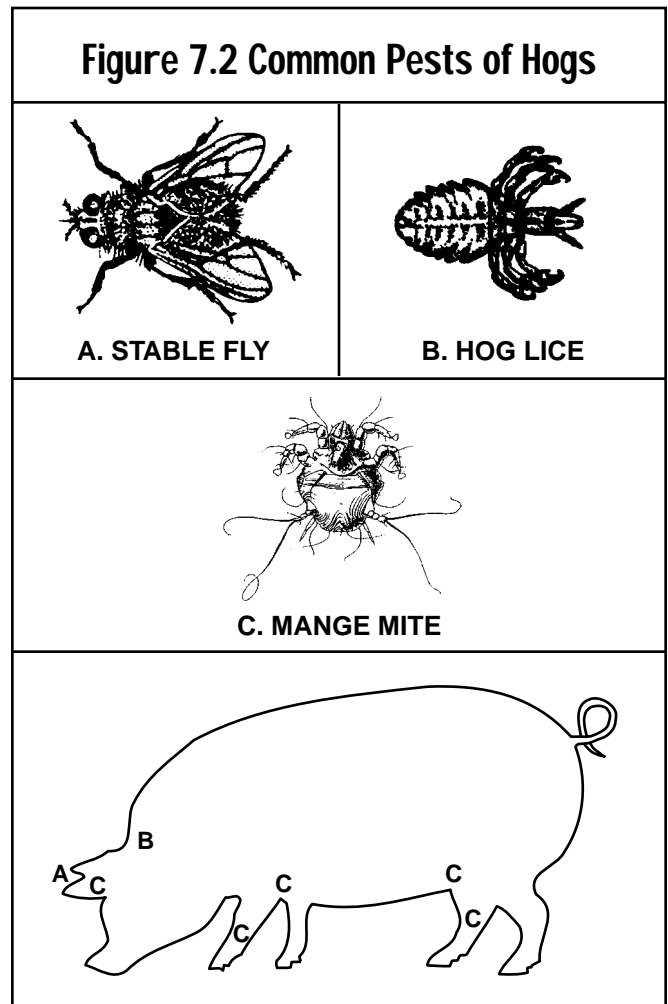 Figure 7.2 Common Pests of Hogs
A. STABLE FLY
B. HOG LICE
C. MANGE MITE
B
A
C
C
C
C
C